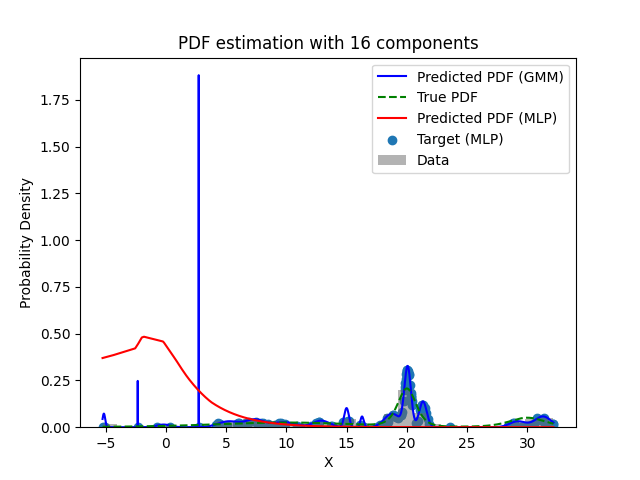 PDF estimation with 16 components
Predicted PDF (GMM)
True PDF
Predicted PDF (MLP)
Target (MLP)
Data
Probability Density
1.75
1.50
1.25
1.00
0.75
0.50
0.25
0.00
−5 0 5 10 15 20 25 30
X